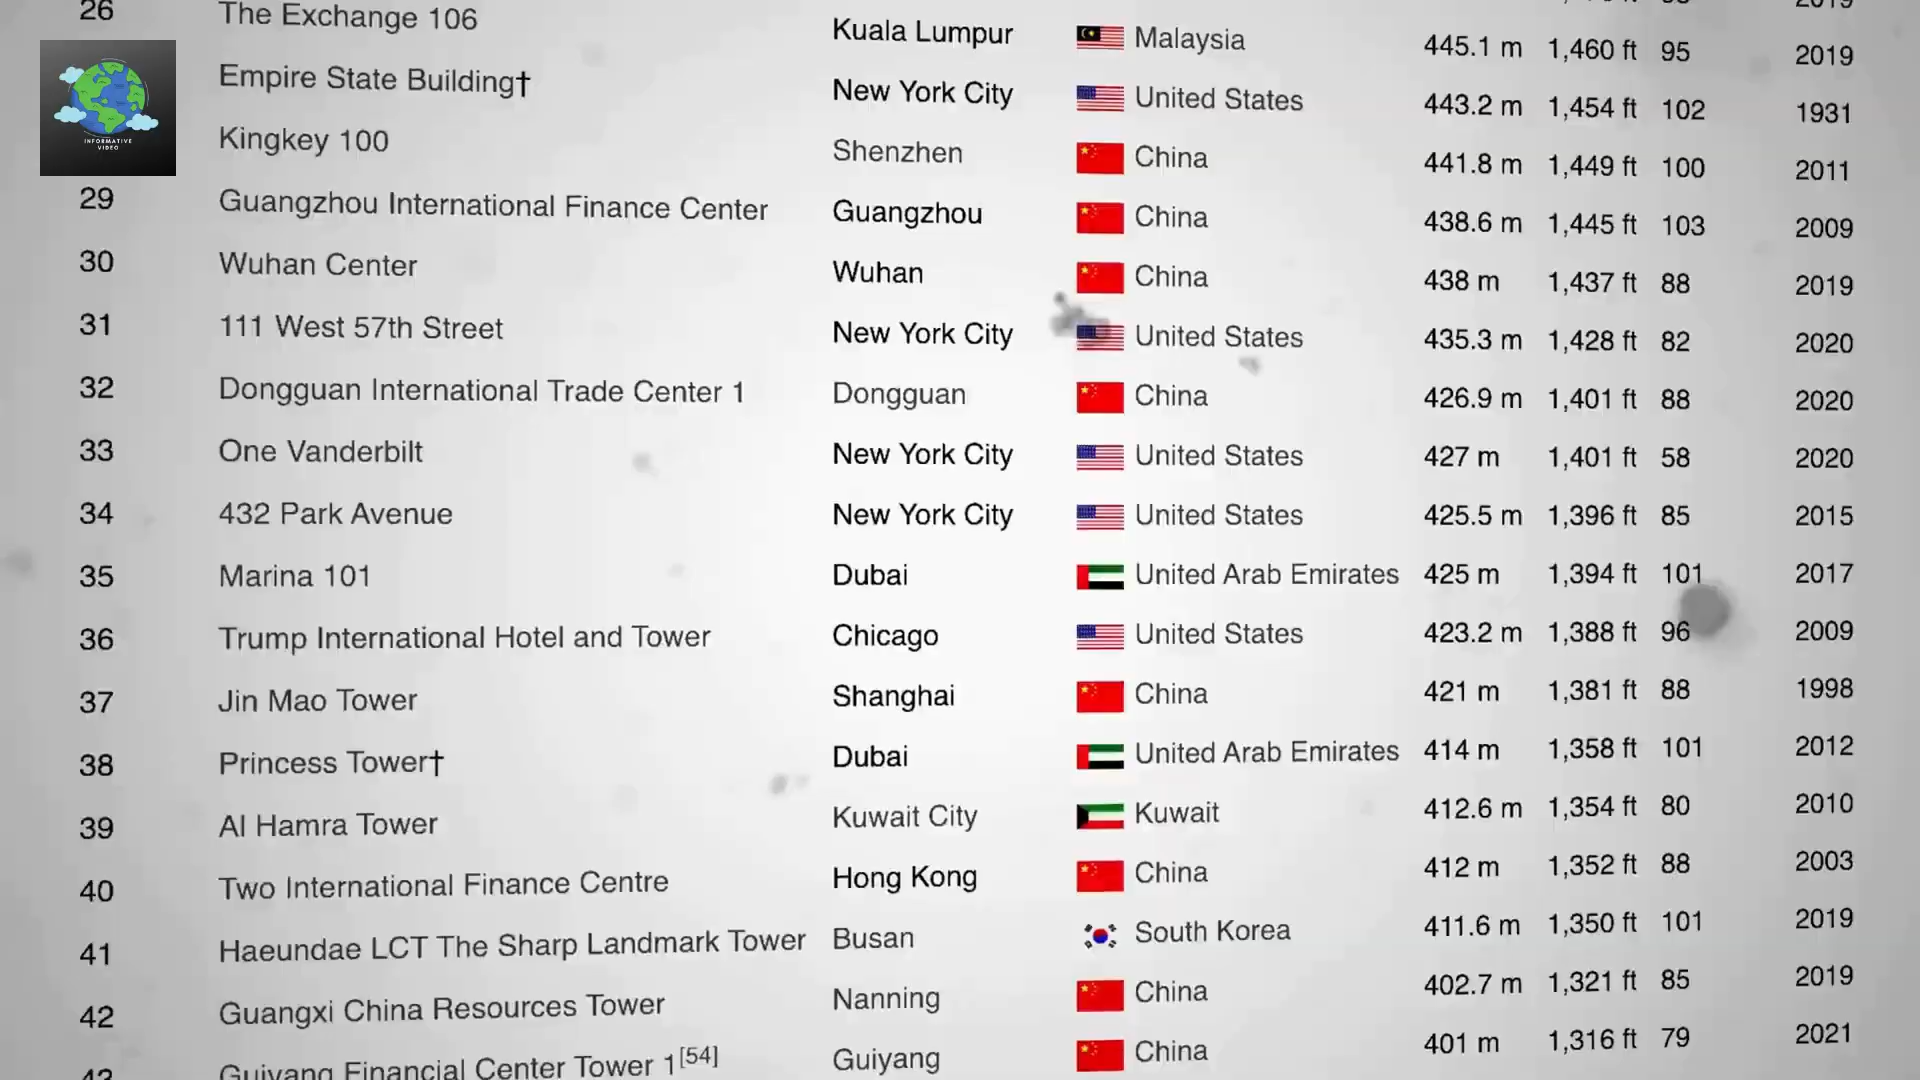 26 The Exchange 106 Kuala Lumpur Malaysia 445.1 m 1,460 ft 95 2019
INFORMATIVE
VIDEO
Empire State Building† New York City United States 443.2 m 1,454 ft 102 1931
Kingkey 100 Shenzhen China 441.8 m 1,449 ft 100 2011
29 Guangzhou International Finance Center Guangzhou China 438.6 m 1,445 ft 103 2009
30 Wuhan Center Wuhan China 438 m 1,437 ft 88 2019
31 111 West 57th Street New York City United States 435.3 m 1,428 ft 82 2020
32 Dongguan International Trade Center 1 Dongguan China 426.9 m 1,401 ft 88 2020
33 One Vanderbilt New York City United States 427 m 1,401 ft 58 2020
34 432 Park Avenue New York City United States 425.5 m 1,396 ft 85 2015
35 Marina 101 Dubai United Arab Emirates 425 m 1,394 ft 101 2017
36 Trump International Hotel and Tower Chicago United States 423.2 m 1,388 ft 96 2009
37 Jin Mao Tower Shanghai China 421 m 1,381 ft 88 1998
38 Princess Tower† Dubai United Arab Emirates 414 m 1,358 ft 101 2012
39 Al Hamra Tower Kuwait City Kuwait 412.6 m 1,354 ft 80 2010
40 Two International Finance Centre Hong Kong China 412 m 1,352 ft 88 2003
41 Haeundae LCT The Sharp Landmark Tower Busan South Korea 411.6 m 1,350 ft 101 2019
42 Guangxi China Resources Tower Nanning China 402.7 m 1,321 ft 85 2019
43 Guiyang Financial Center Tower 1[54] Guiyang China 401 m 1,316 ft 79 2021